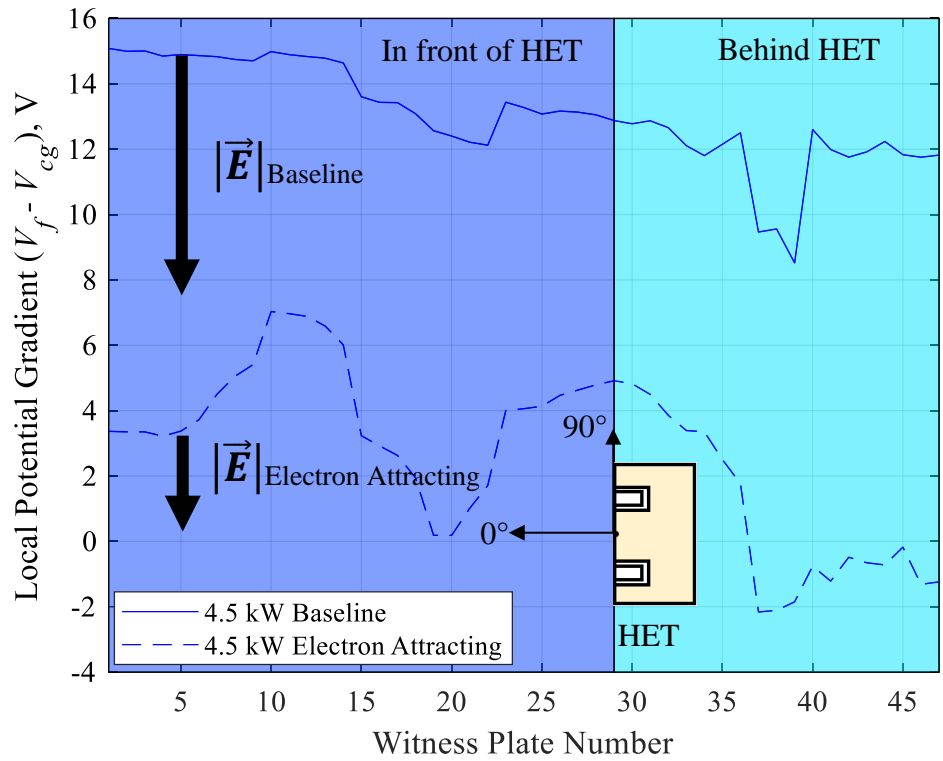 16
14
12
10
8
6
4
2
0
-2
-4
Local Potential Gradient (V_f - V_cg), V
In front of HET
Behind HET
|E⃗|Baseline
|E⃗|Electron Attracting
90°
0°
HET
4.5 kW Baseline
4.5 kW Electron Attracting
5 10 15 20 25 30 35 40 45
Witness Plate Number